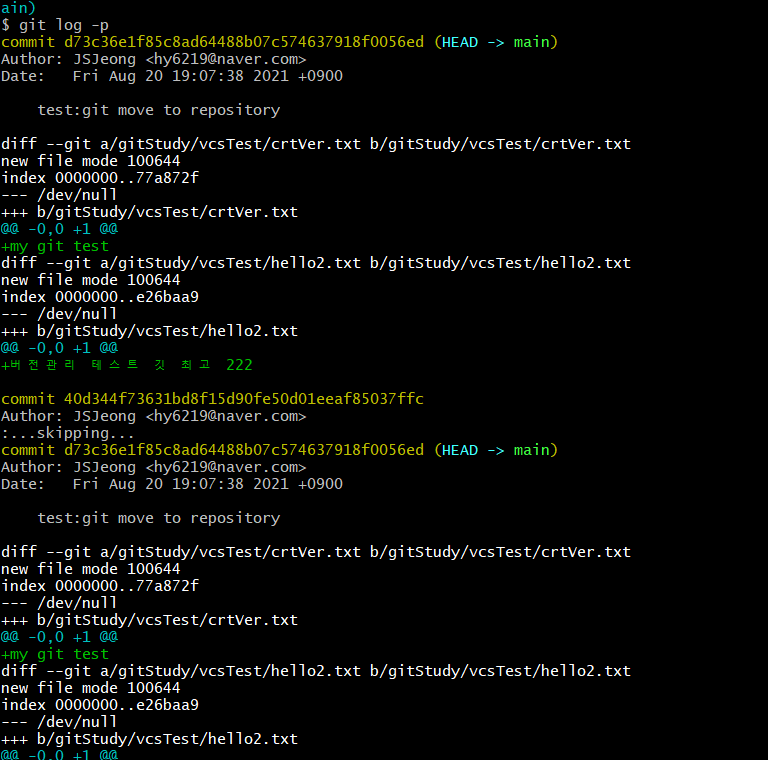 ain)
$ git log -p
commit d73c36e1f85c8ad64488b07c574637918f0056ed (HEAD -> main)
Author: JSJeong <hy6219@naver.com>
Date:   Fri Aug 20 19:07:38 2021 +0900

    test:git move to repository

diff --git a/gitStudy/vcsTest/crtVer.txt b/gitStudy/vcsTest/crtVer.txt
new file mode 100644
index 0000000..77a872f
--- /dev/null
+++ b/gitStudy/vcsTest/crtVer.txt
@@ -0,0 +1 @@
+my git test
diff --git a/gitStudy/vcsTest/hello2.txt b/gitStudy/vcsTest/hello2.txt
new file mode 100644
index 0000000..e26baa9
--- /dev/null
+++ b/gitStudy/vcsTest/hello2.txt
@@ -0,0 +1 @@
+버전관리 테스트 깃 최고 222

commit 40d344f73631bd8f15d90fe50d01eeaf85037ffc
Author: JSJeong <hy6219@naver.com>
:...skipping...
commit d73c36e1f85c8ad64488b07c574637918f0056ed (HEAD -> main)
Author: JSJeong <hy6219@naver.com>
Date:   Fri Aug 20 19:07:38 2021 +0900

    test:git move to repository

diff --git a/gitStudy/vcsTest/crtVer.txt b/gitStudy/vcsTest/crtVer.txt
new file mode 100644
index 0000000..77a872f
--- /dev/null
+++ b/gitStudy/vcsTest/crtVer.txt
@@ -0,0 +1 @@
+my git test
diff --git a/gitStudy/vcsTest/hello2.txt b/gitStudy/vcsTest/hello2.txt
new file mode 100644
index 0000000..e26baa9
--- /dev/null
+++ b/gitStudy/vcsTest/hello2.txt
@@ -0,0 +1 @@